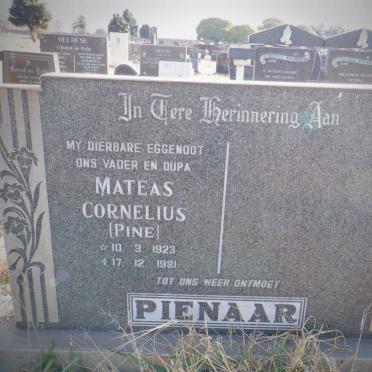 OELOFSE
In Tere Herinnering Aan
MY DIERBARE EGGENOOT
ONS VADER EN OUPA
MATEAS
CORNELIUS
(PINE)
☆ 10. 3. 1923
✝ 17. 12. 1981
TOT ONS WEER ONTMOET
PIENAAR